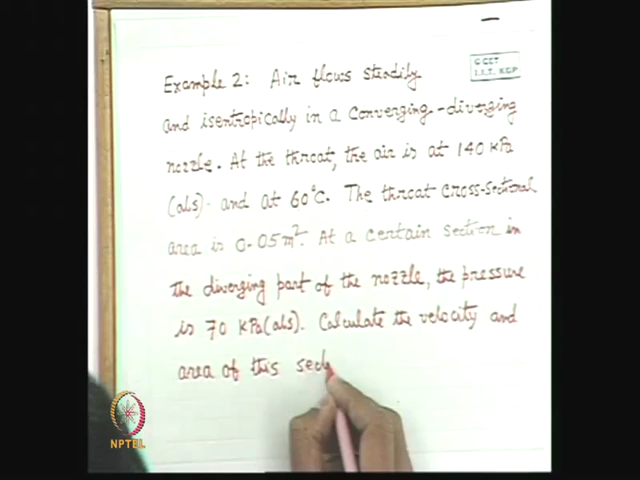 Example 2: Air flows steadily
C CET
I.I.T. KGP
and isentropically in a converging-diverging
nozzle. At the throat, the air is at 140 kPa
(abs) and at 60°C. The throat cross-sectional
area is 0.05 m². At a certain section in
the diverging part of the nozzle, the pressure
is 70 kPa (abs). Calculate the velocity and
area of this sec
NPTEL